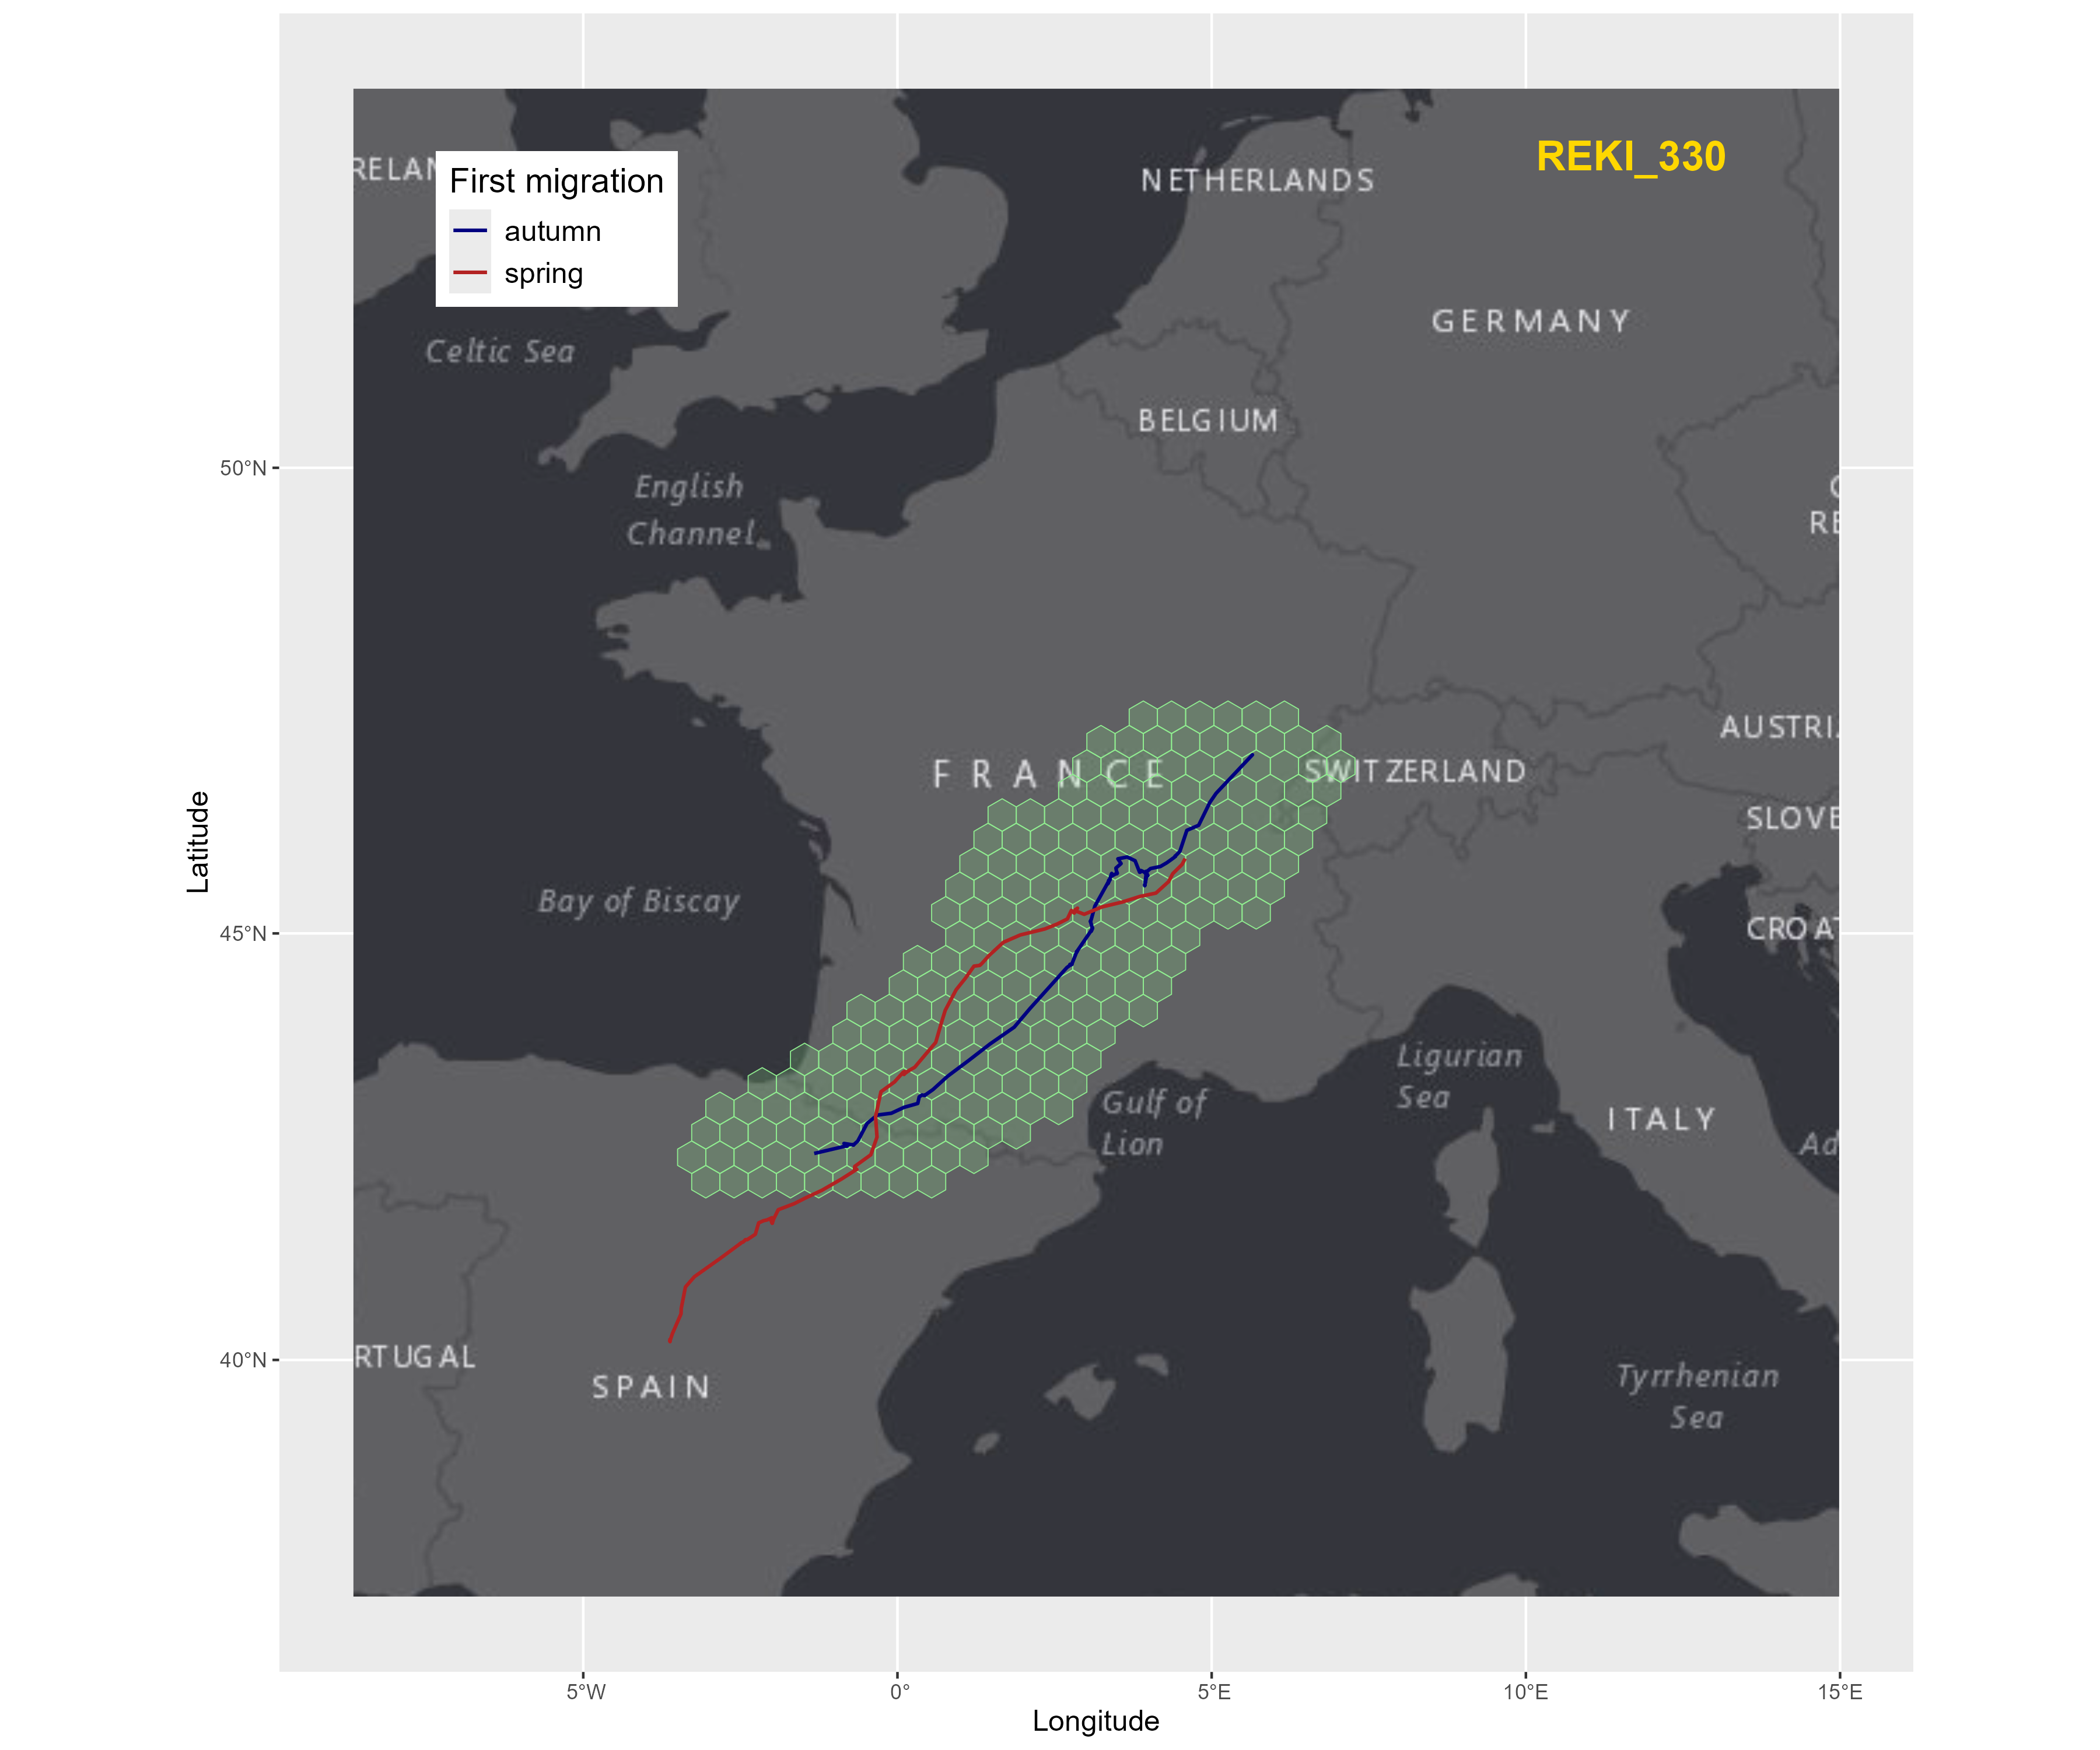 REKI_330
First migration
autumn
spring
RELAN
NETHERLANDS
GERMANY
Celtic Sea
BELGIUM
English
Channel
50°N
RE
AUSTRI
FRANCE
SWITZERLAND
SLOVE
Latitude
Bay of Biscay
45°N
CROAT
Ligurian
Sea
Gulf of
Lion
ITALY
Ad
40°N
RTUGAL
SPAIN
Tyrrhenian
Sea
5°W
0°
5°E
10°E
15°E
Longitude